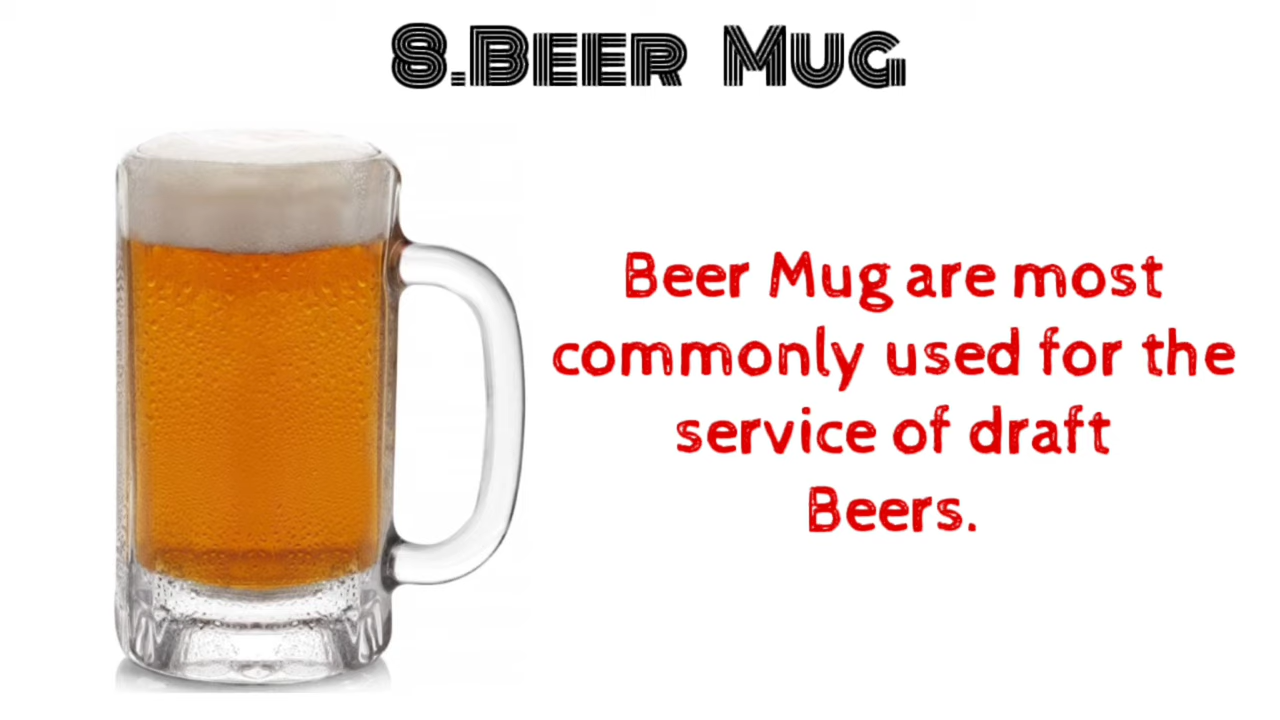 8.Beer Mug
Beer Mug are most
commonly used for the
service of draft
Beers.